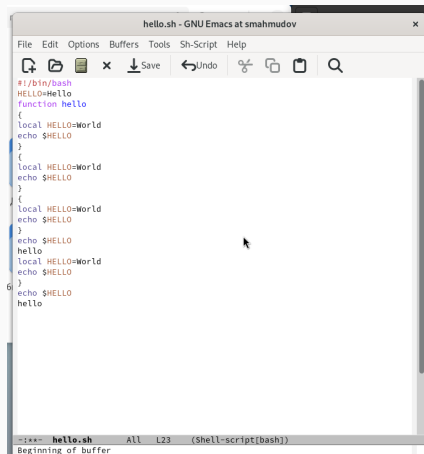 hello.sh - GNU Emacs at smahmudov
File Edit Options Buffers Tools Sh-Script Help
Save Undo
#!/bin/bash
HELLO=Hello
function hello
{
local HELLO=World
echo $HELLO
}
{
local HELLO=World
echo $HELLO
}
{
local HELLO=World
echo $HELLO
}
echo $HELLO
hello
local HELLO=World
echo $HELLO
}
echo $HELLO
hello
-:**- hello.sh All L23 (Shell-script[bash])
Beginning of buffer